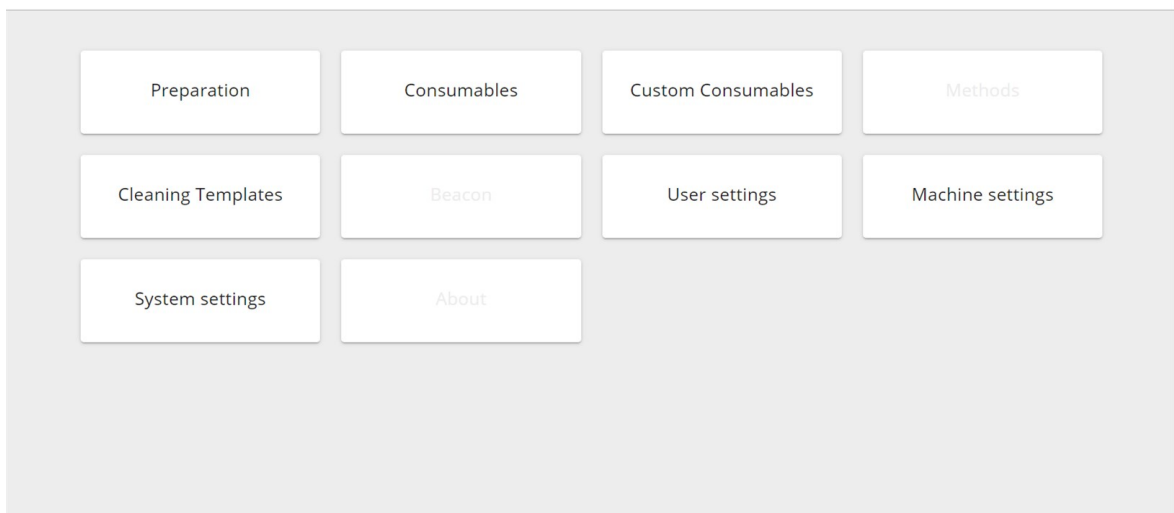 Preparation
Consumables
Custom Consumables
Methods
Cleaning Templates
Beacon
User settings
Machine settings
System settings
About